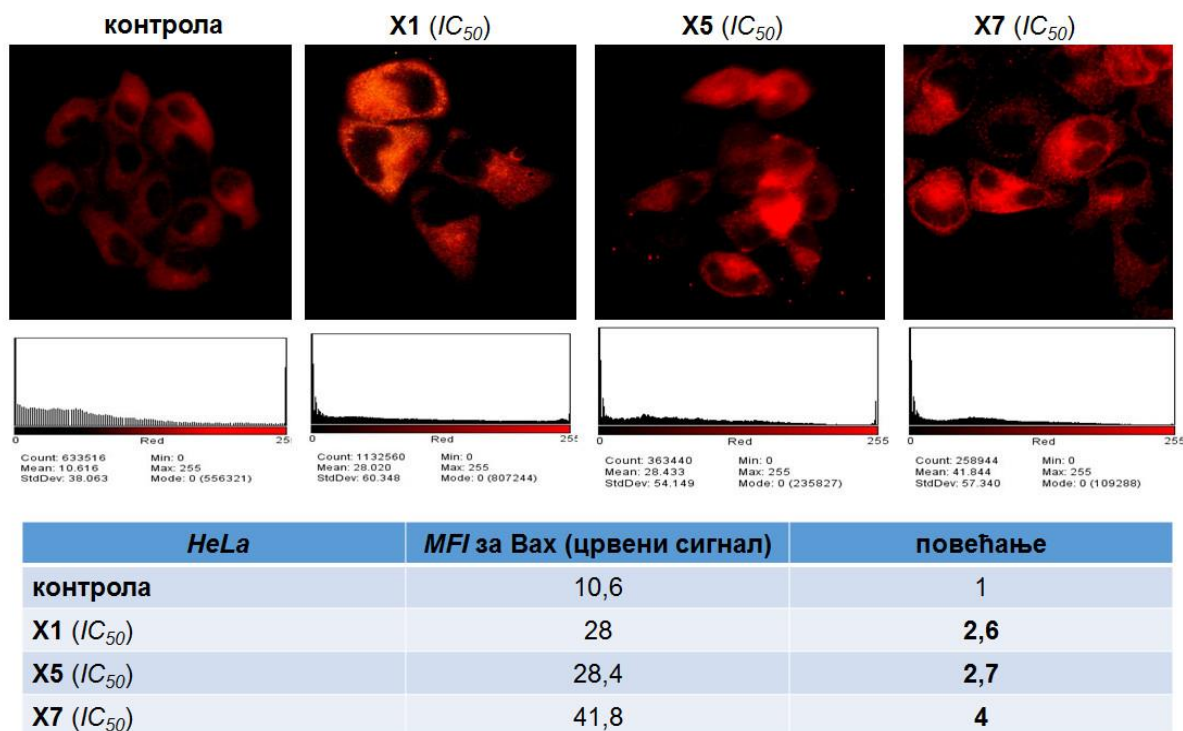 контрола X1 (IC50) X5 (IC50) X7 (IC50)
0 Red 255 0 Red 255 0 Red 25 0 Red 255
Count: 633516 Min: 0
Mean: 10.616 Max: 255
StdDev: 38.063 Mode: 0 (556321)
Count: 1132560 Min: 0
Mean: 28.020 Max: 255
StdDev: 60.348 Mode: 0 (807244)
Count: 363440 Min: 0
Mean: 28.433 Max: 255
StdDev: 54.149 Mode: 0 (235827)
Count: 258944 Min: 0
Mean: 41.844 Max: 255
StdDev: 57.340 Mode: 0 (109288)
HeLa MFI за Bax (црвени сигнал) повећање
контрола 10,6 1
X1 (IC50) 28 2,6
X5 (IC50) 28,4 2,7
X7 (IC50) 41,8 4